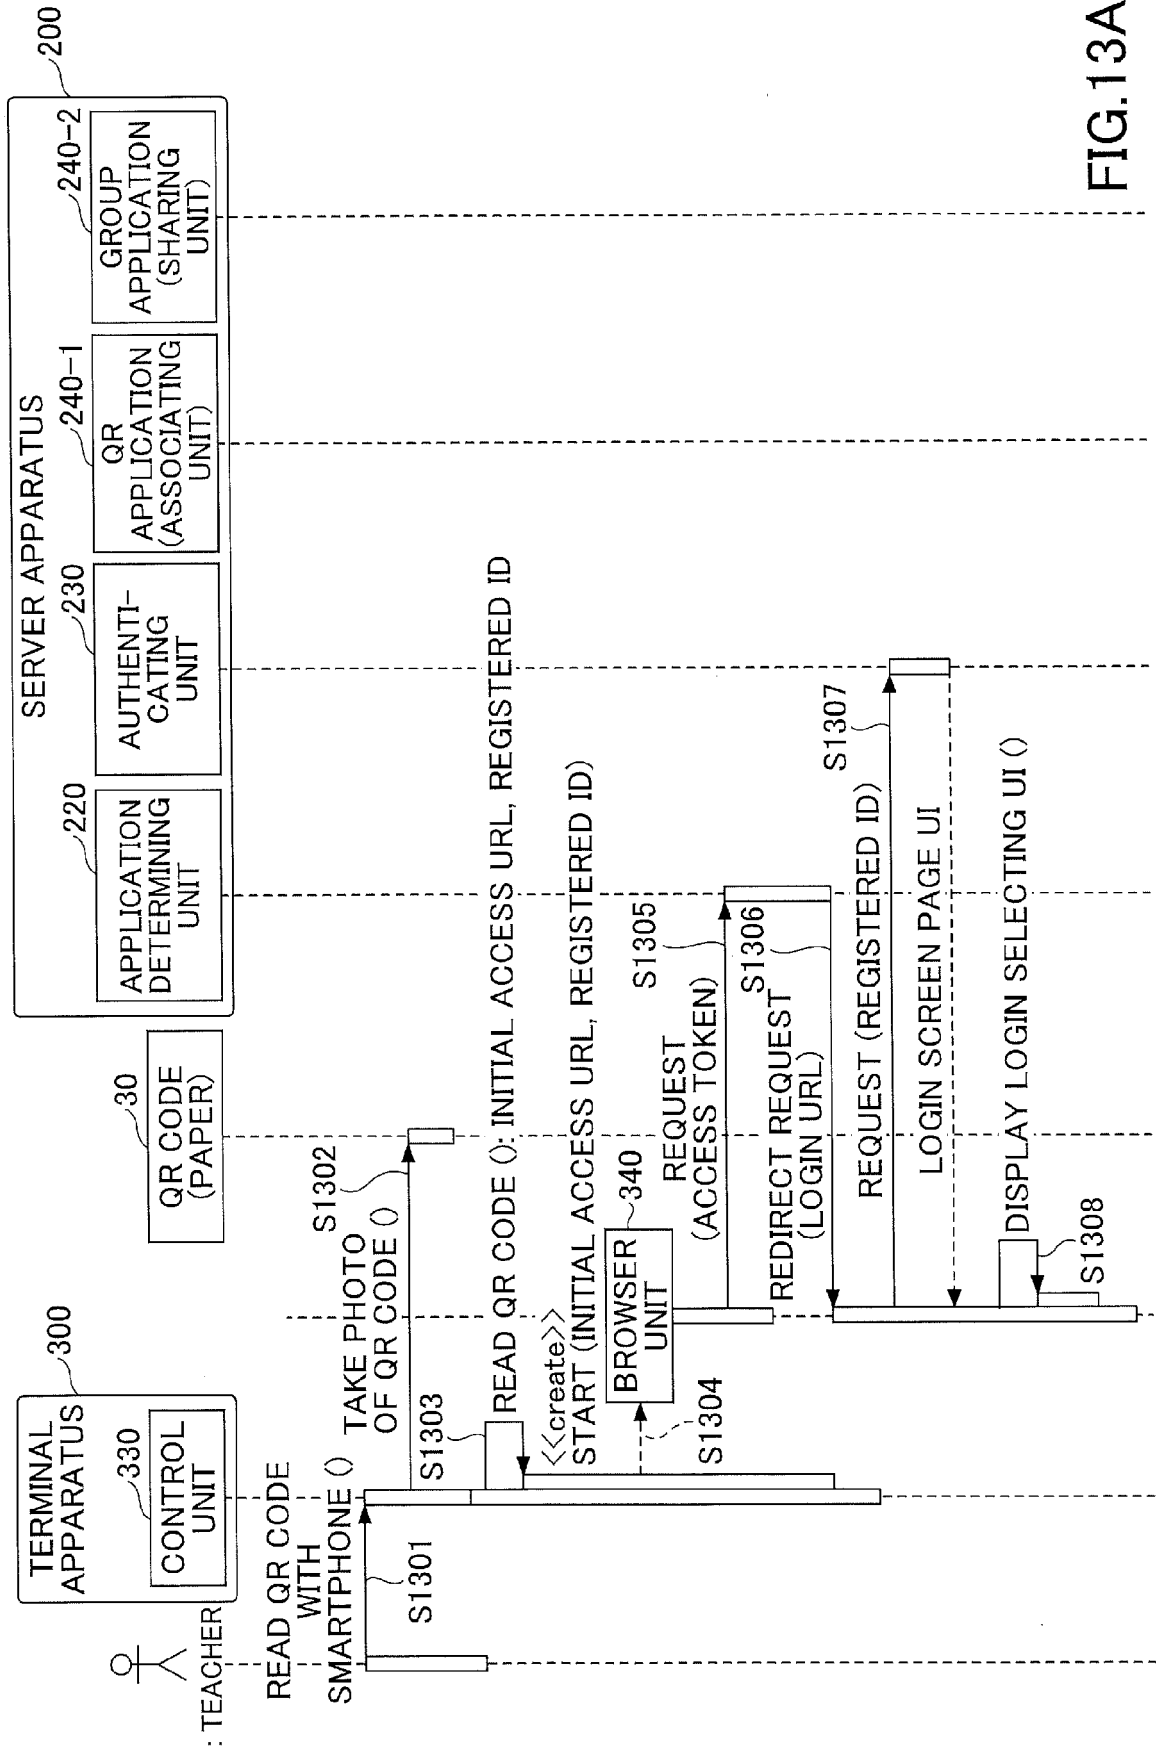 SERVER APPARATUS
200
TERMINAL
APPARATUS
300
330
CONTROL
UNIT
30
QR CODE
(PAPER)
220
APPLICATION
DETERMINING
UNIT
230
AUTHENTI-
CATING
UNIT
240-1
QR
APPLICATION
(ASSOCIATING
UNIT)
240-2
GROUP
APPLICATION
(SHARING
UNIT)
: TEACHER
READ QR CODE
WITH
SMARTPHONE ()
S1301
TAKE PHOTO
OF QR CODE ()
S1302
S1303
READ QR CODE (): INITIAL ACCESS URL, REGISTERED ID
<<create>>
START (INITIAL ACCESS URL, REGISTERED ID)
BROWSER
UNIT
340
S1304
REQUEST
(ACCESS TOKEN)
S1305
REDIRECT REQUEST
(LOGIN URL)
S1306
REQUEST (REGISTERED ID)
S1307
LOGIN SCREEN PAGE UI
DISPLAY LOGIN SELECTING UI ()
S1308
FIG.13A